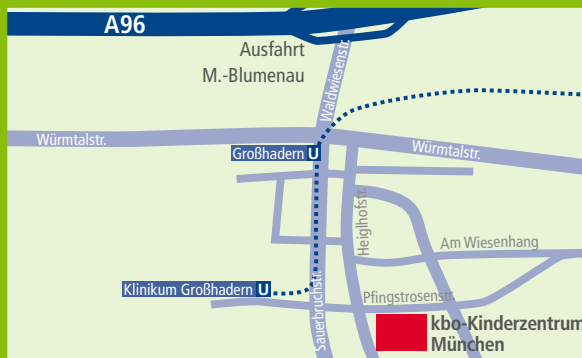 A96
Ausfahrt
M.-Blumenau
Waldwiesenstr.
Würmtalstr.
Würmtalstr.
Großhadern U
Heiglhofstr.
Am Wiesenhang
Klinikum Großhadern U
Sauerbruchstr.
Pfingstrosenstr.
kbo-Kinderzentrum
München